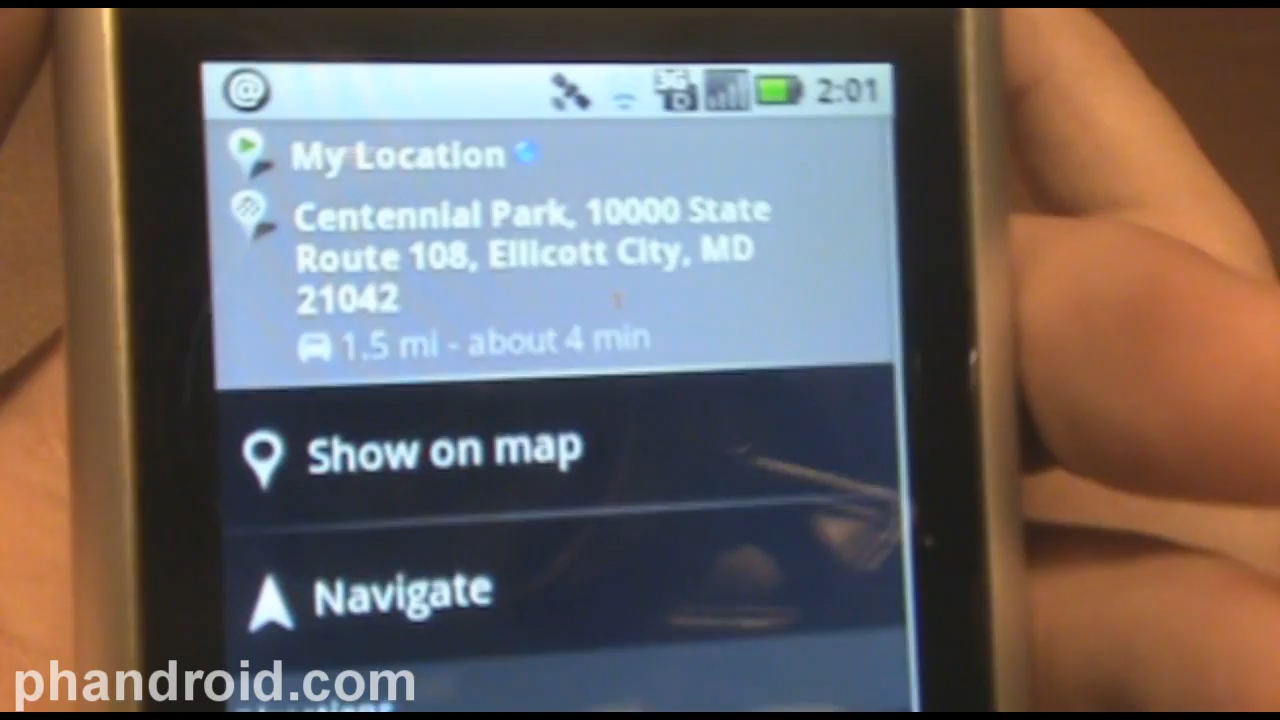 @
3G
2:01
My Location
Centennial Park, 10000 State
Route 108, Ellicott City, MD
21042
1.5 mi - about 4 min
Show on map
Navigate
phandroid.com